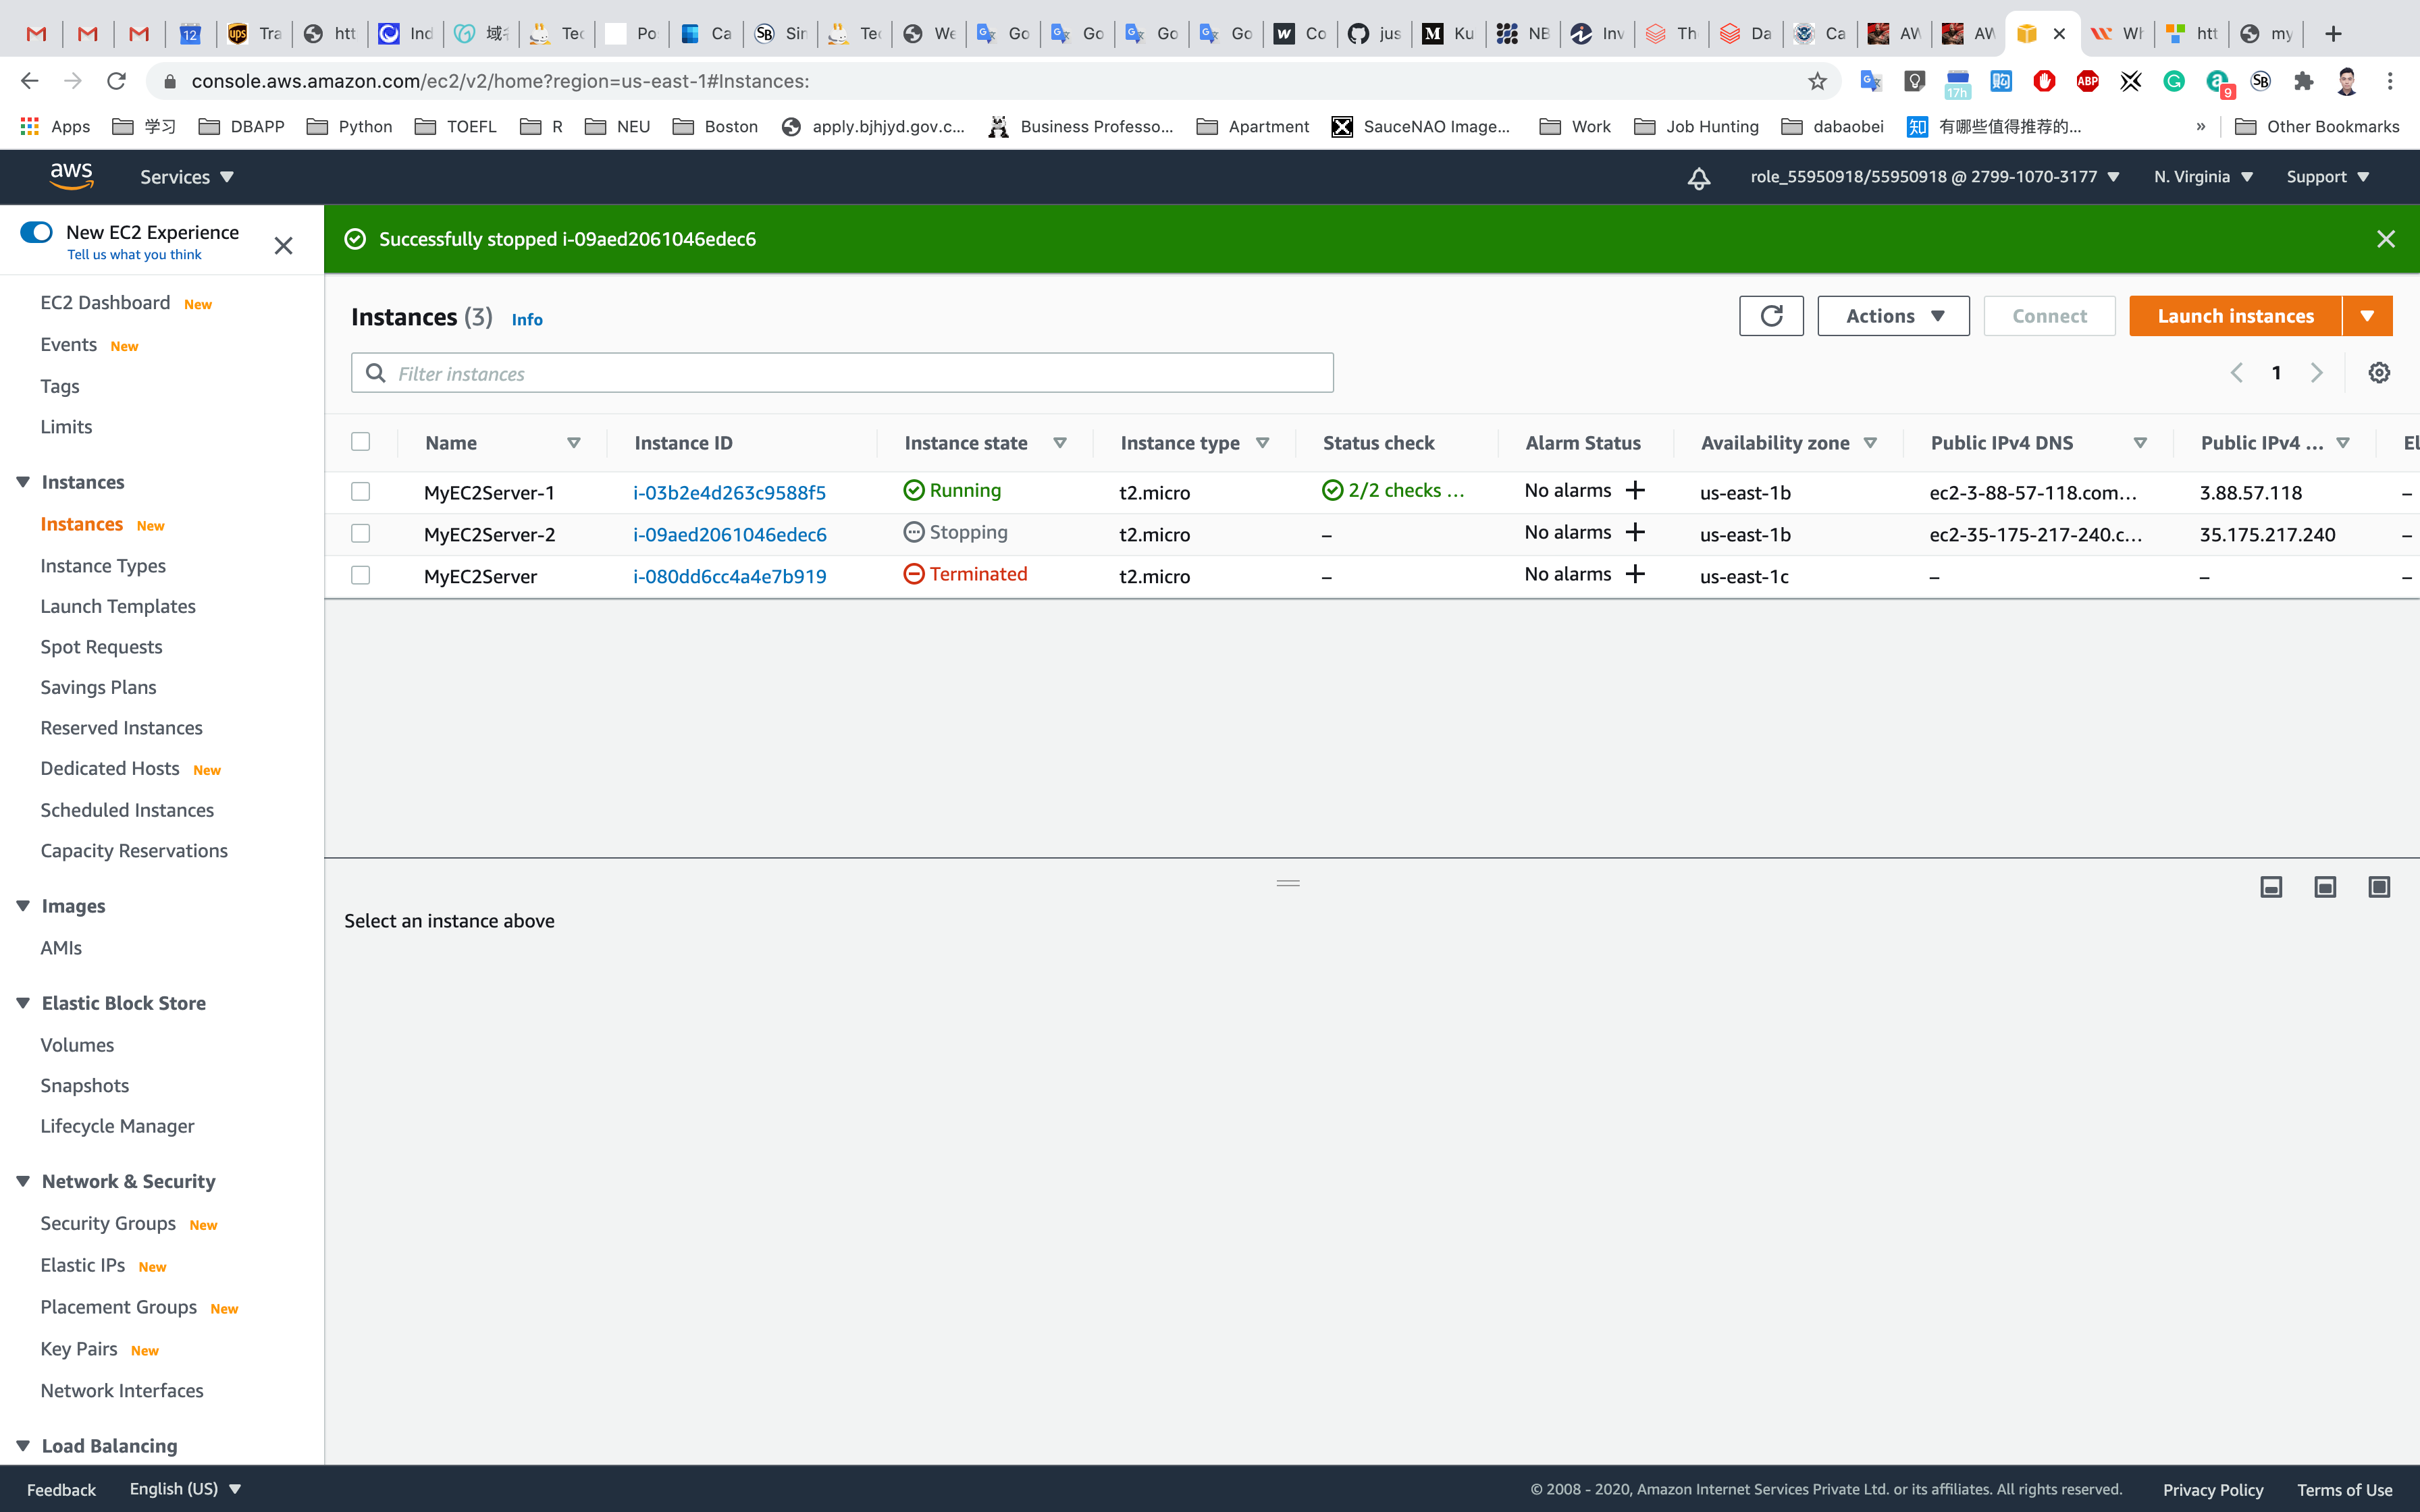 12 Tra htt Ind Tec Po Ca Sin Tec We Go Go Go Go Co jus Ku NB Inv Th Da Ca AW AW Wh htt my
console.aws.amazon.com/ec2/v2/home?region=us-east-1#Instances:
17h ABP 9
Apps 学习 DBAPP Python TOEFL R NEU Boston apply.bjhjyd.gov.c... Business Professo... Apartment SauceNAO Image... Work Job Hunting dabaobei 有哪些值得推荐的... » Other Bookmarks
aws Services role_55950918/55950918 @ 2799-1070-3177 N. Virginia Support
New EC2 Experience
Tell us what you think
Successfully stopped i-09aed2061046edec6
EC2 Dashboard New
Events New
Tags
Limits
Instances
Instances New
Instance Types
Launch Templates
Spot Requests
Savings Plans
Reserved Instances
Dedicated Hosts New
Scheduled Instances
Capacity Reservations
Images
AMIs
Elastic Block Store
Volumes
Snapshots
Lifecycle Manager
Network & Security
Security Groups New
Elastic IPs New
Placement Groups New
Key Pairs New
Network Interfaces
Load Balancing
Instances (3) Info
Actions Connect Launch instances
Filter instances
1
Name Instance ID Instance state Instance type Status check Alarm Status Availability zone Public IPv4 DNS Public IPv4 ... El
MyEC2Server-1 i-03b2e4d263c9588f5 Running t2.micro 2/2 checks ... No alarms + us-east-1b ec2-3-88-57-118.com... 3.88.57.118 –
MyEC2Server-2 i-09aed2061046edec6 Stopping t2.micro – No alarms + us-east-1b ec2-35-175-217-240.c... 35.175.217.240 –
MyEC2Server i-080dd6cc4a4e7b919 Terminated t2.micro – No alarms + us-east-1c – – –
Select an instance above
Feedback English (US) © 2008 - 2020, Amazon Internet Services Private Ltd. or its affiliates. All rights reserved. Privacy Policy Terms of Use